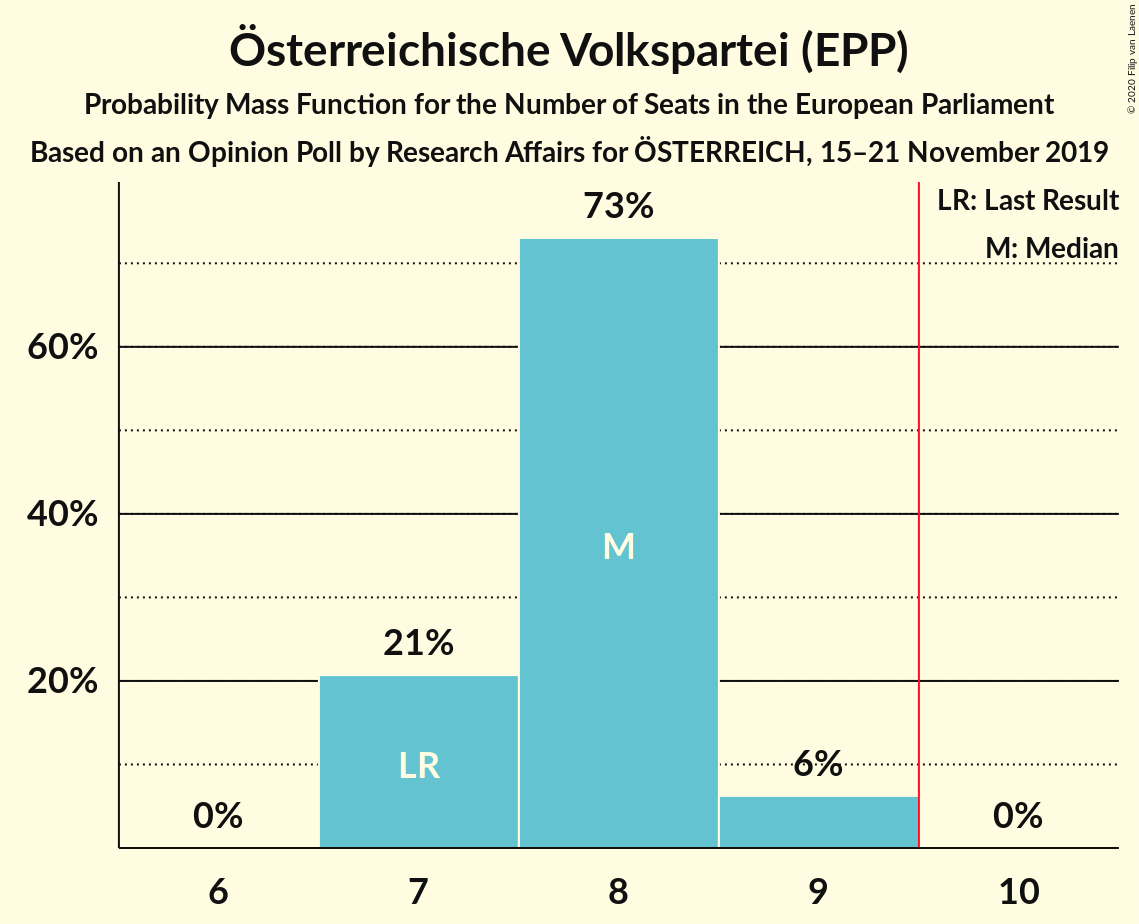 Österreichische Volkspartei (EPP)
Probability Mass Function for the Number of Seats in the European Parliament
Based on an Opinion Poll by Research Affairs for ÖSTERREICH, 15–21 November 2019
© 2020 Filip van Laenen
LR: Last Result
M: Median
73%
60%
40%
M
21%
20%
LR
6%
0%
0%
6
7
8
9
10